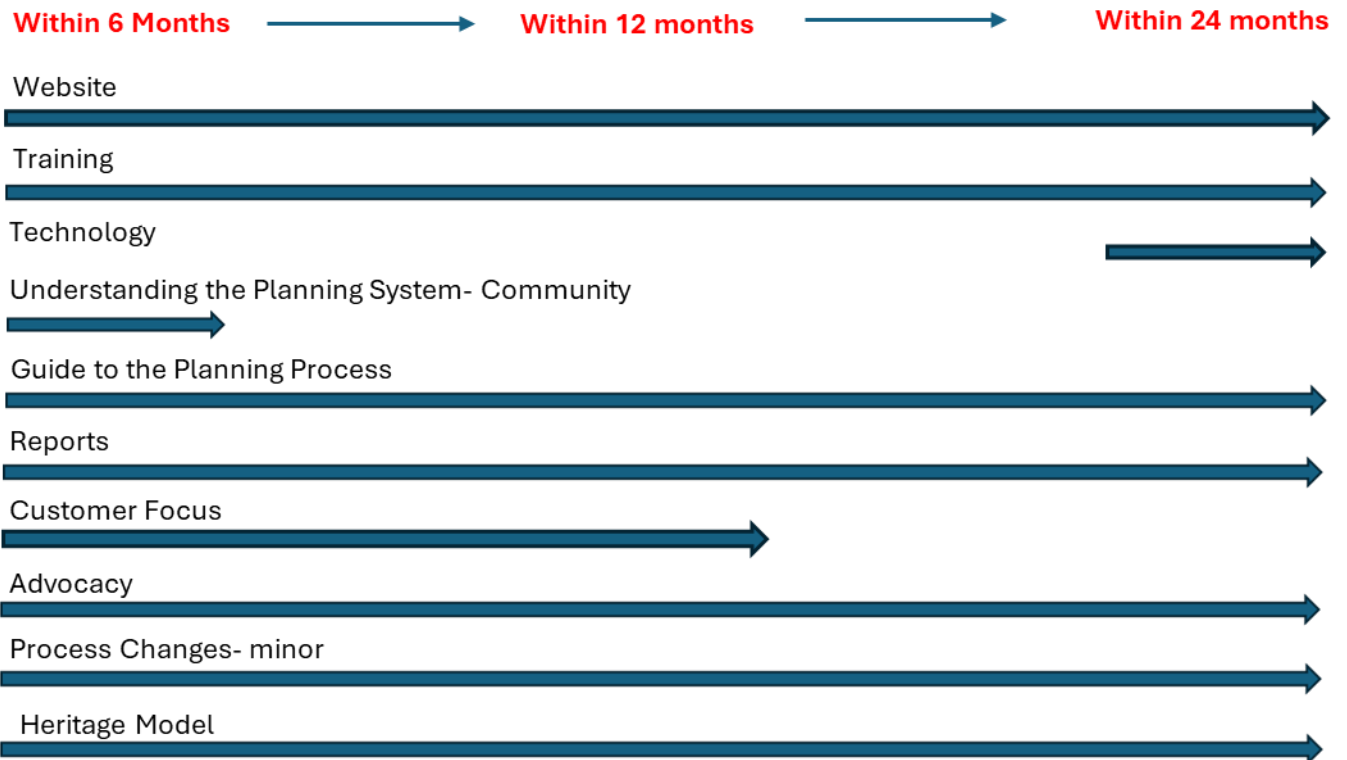 Within 6 Months Within 12 months Within 24 months
Website
Training
Technology
Understanding the Planning System- Community
Guide to the Planning Process
Reports
Customer Focus
Advocacy
Process Changes- minor
Heritage Model